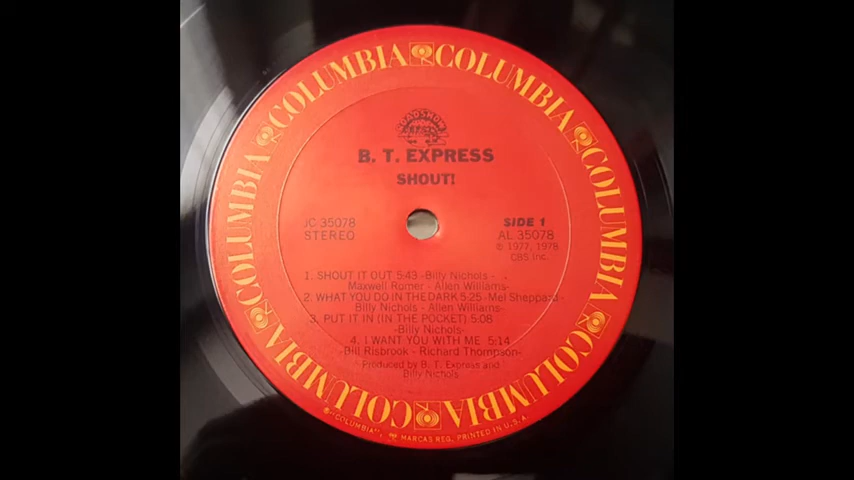 COLUMBIA COLUMBIA COLUMBIA COLUMBIA COLUMBIA COLUMBIA COLUMBIA COLUMBIA
ROADSHOW
B. T. EXPRESS
SHOUT!
JC 35078
STEREO
SIDE 1
AL 35078
℗ 1977, 1978
CBS Inc.
1. SHOUT IT OUT 5:43 -Billy Nichols -
Maxwell Rumer - Allen Williams-
2. WHAT YOU DO IN THE DARK 5:25 -Mel Sheppard -
Billy Nichols - Allen Williams-
3. PUT IT IN (IN THE POCKET) 5:08
-Billy Nichols-
4. I WANT YOU WITH ME 5:14
-Bill Risbrook - Richard Thompson-
Produced by B. T. Express and
Billy Nichols
®-"COLUMBIA", MARCAS REG. PRINTED IN U.S.A.